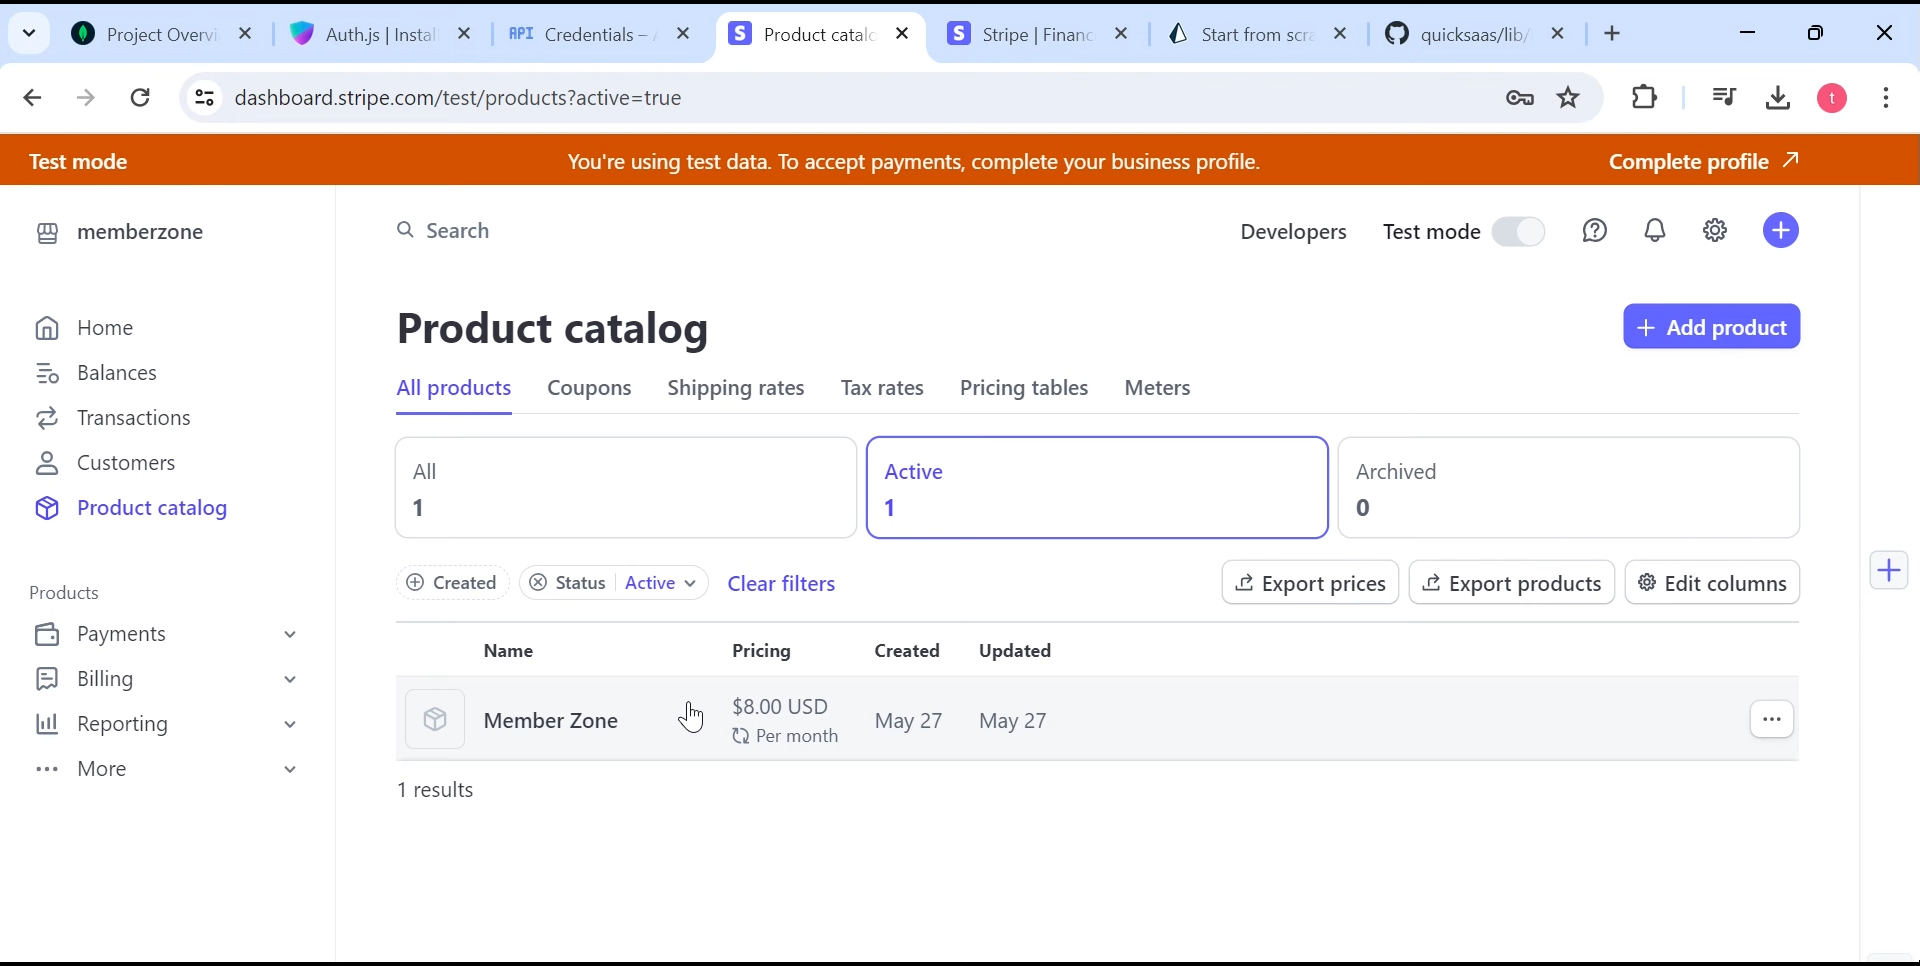 Project Overvi
Auth.js | Instal
API Credentials – A
S Product catalo
S Stripe | Financ
Start from scra
quicksaas/lib/
dashboard.stripe.com/test/products?active=true
t
Test mode
You're using test data. To accept payments, complete your business profile.
Complete profile
memberzone
Search
Developers
Test mode
Home
Balances
Transactions
Customers
Product catalog
Products
Payments
Billing
Reporting
More
Product catalog
Add product
All products Coupons Shipping rates Tax rates Pricing tables Meters
All
1
Active
1
Archived
0
Created
Status Active
Clear filters
Export prices
Export products
Edit columns
Name Pricing Created Updated
Member Zone
$8.00 USD
Per month
May 27 May 27
1 results